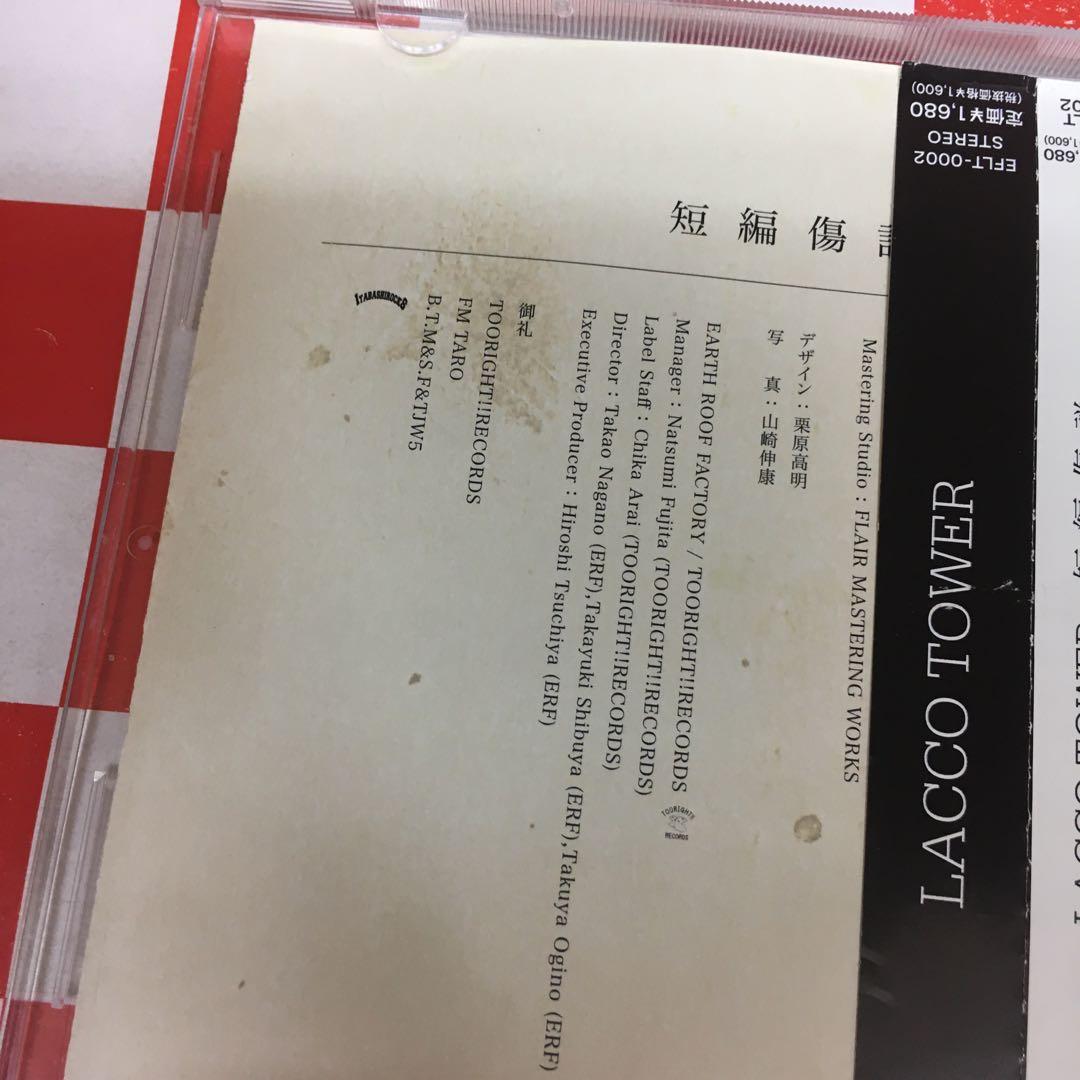 短編傷
Mastering Studio : FLAIR MASTERING WORKS
デザイン : 栗原高明
写 真 : 山崎伸康
EARTH ROOF FACTORY / TOORIGHT!!RECORDS
Manager : Natsumi Fujita (TOORIGHT!!RECORDS)
Label Staff : Chika Arai (TOORIGHT!!RECORDS)
Director : Takao Nagano (ERF),Takayuki Shibuya (ERF),Takuya Ogino (ERF)
Executive Producer : Hiroshi Tsuchiya (ERF)
御礼
TOORIGHT!!RECORDS
FM TARO
B.T.M&S.F&TJW5
ITABASHIROCKS
TOORIGHT!!
RECORDS
EFLT-0002
STEREO
定価¥1,680
(税抜価格¥1,600)
LACCO TOWER